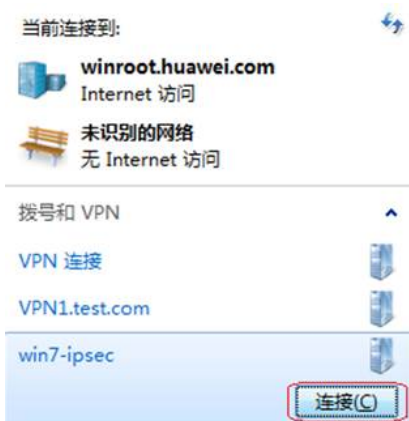 当前连接到:
winroot.huawei.com
Internet 访问
未识别的网络
无 Internet 访问
拨号和 VPN
VPN 连接
VPN1.test.com
win7-ipsec
连接(C)